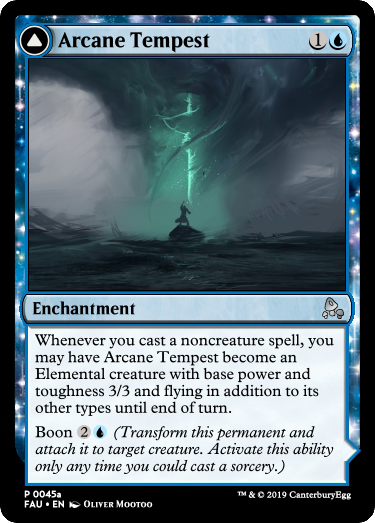 Arcane Tempest 1
Enchantment
Whenever you cast a noncreature spell, you
may have Arcane Tempest become an
Elemental creature with base power and
toughness 3/3 and flying in addition to its
other types until end of turn.
Boon 2 (Transform this permanent and
attach it to target creature. Activate this ability
only any time you could cast a sorcery.)
P 0045a
FAU • EN Oliver Mootoo
™ & © 2019 CanterburyEgg